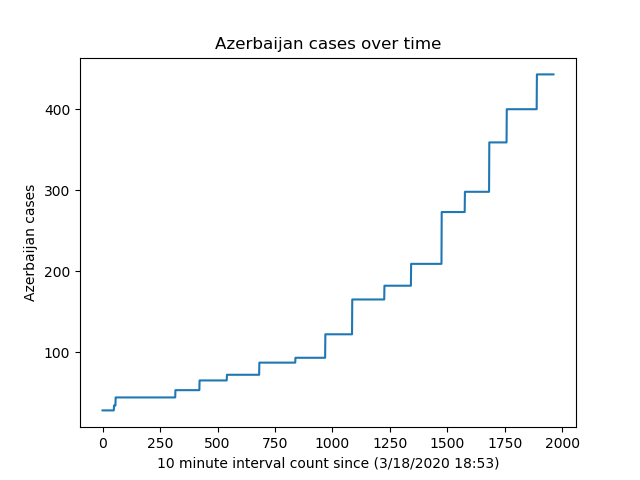 Azerbaijan cases over time
Azerbaijan cases
400
300
200
100
0 250 500 750 1000 1250 1500 1750 2000
10 minute interval count since (3/18/2020 18:53)